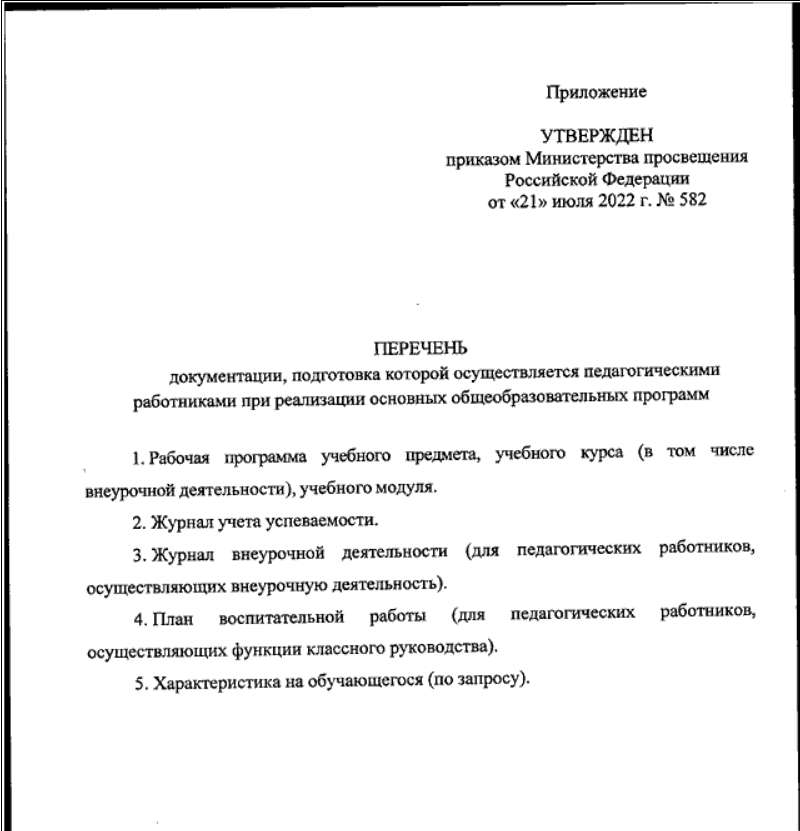 Приложение
УТВЕРЖДЕН
приказом Министерства просвещения
Российской Федерации
от «21» июля 2022 г. № 582
ПЕРЕЧЕНЬ
документации, подготовка которой осуществляется педагогическими
работниками при реализации основных общеобразовательных программ
1. Рабочая программа учебного предмета, учебного курса (в том числе
внеурочной деятельности), учебного модуля.
2. Журнал учета успеваемости.
3. Журнал внеурочной деятельности (для педагогических работников,
осуществляющих внеурочную деятельность).
4. План воспитательной работы (для педагогических работников,
осуществляющих функции классного руководства).
5. Характеристика на обучающегося (по запросу).